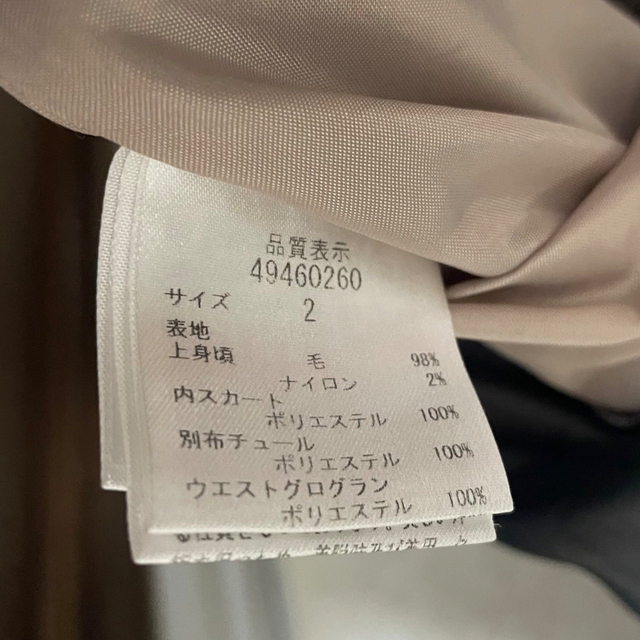 品質表示
49460260
サイズ 2
表地
上身頃 毛 98%
ナイロン 2%
内スカート
ポリエステル 100%
別布チュール
ポリエステル 100%
ウエストグログラン
ポリエステル 100%